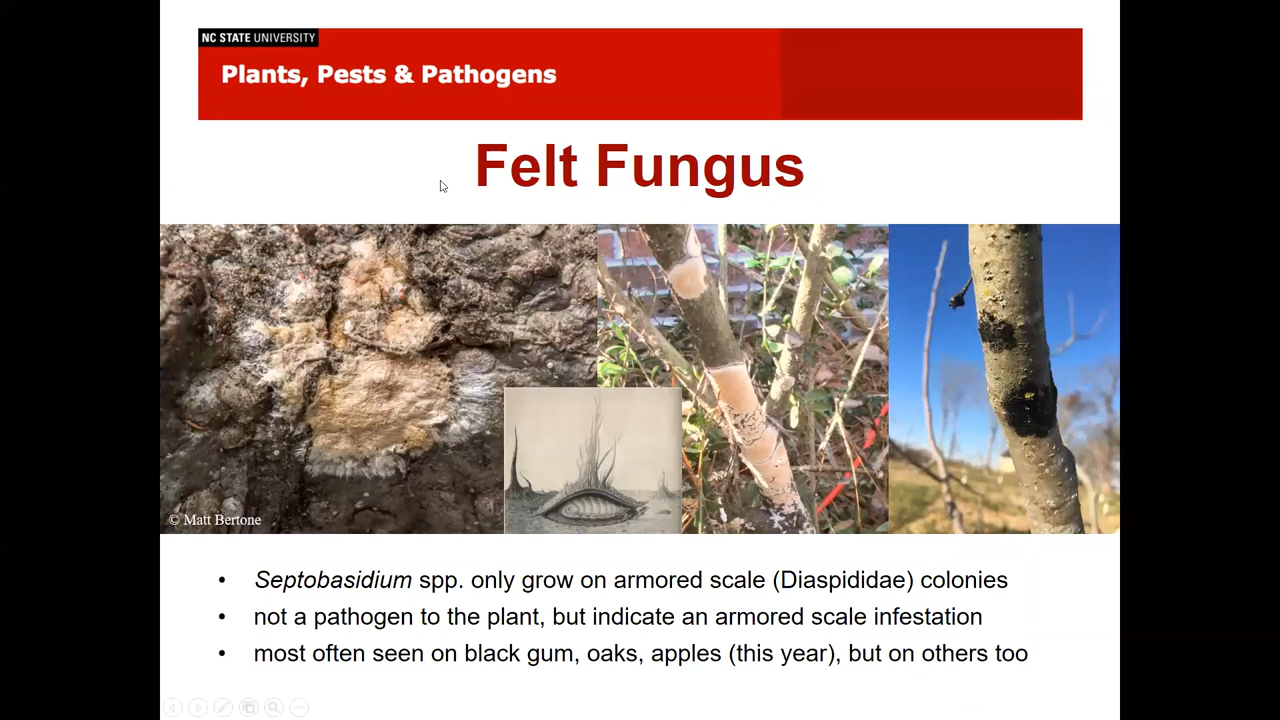 NC STATE UNIVERSITY
Plants, Pests & Pathogens
Felt Fungus
© Matt Bertone
• Septobasidium spp. only grow on armored scale (Diaspididae) colonies
• not a pathogen to the plant, but indicate an armored scale infestation
• most often seen on black gum, oaks, apples (this year), but on others too